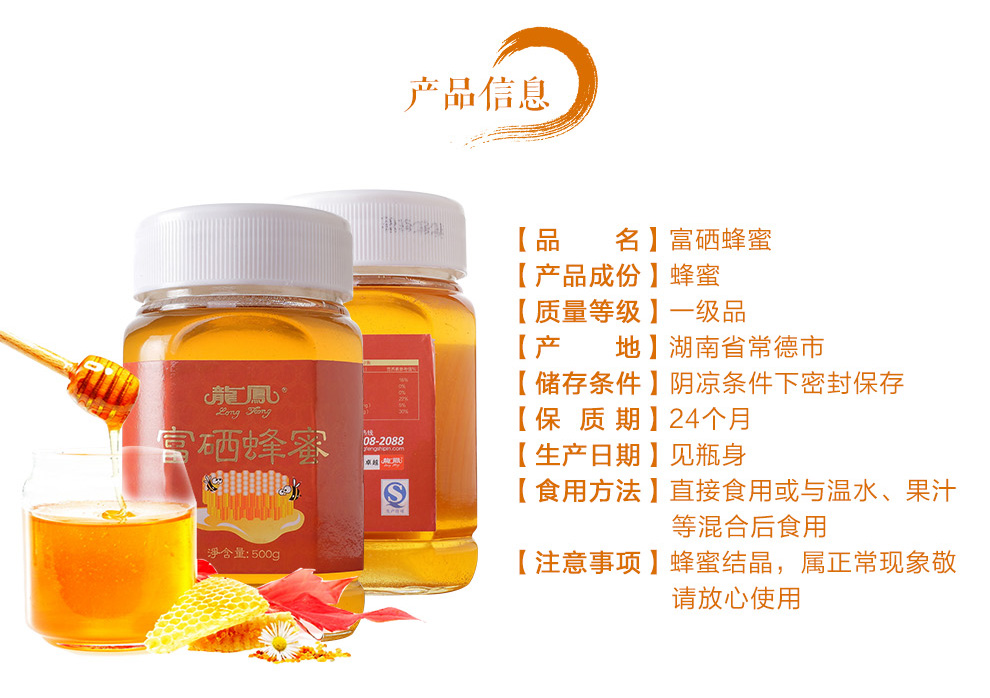 产品信息
【品名】富硒蜂蜜
【产品成份】蜂蜜
【质量等级】一级品
【产地】湖南省常德市
【储存条件】阴凉条件下密封保存
【保质期】24个月
【生产日期】见瓶身
【食用方法】直接食用或与温水、果汁
等混合后食用
【注意事项】蜂蜜结晶，属正常现象敬
请放心使用
龍鳳®
Long Feng
富硒蜂蜜
淨含量: 500g
08-2088